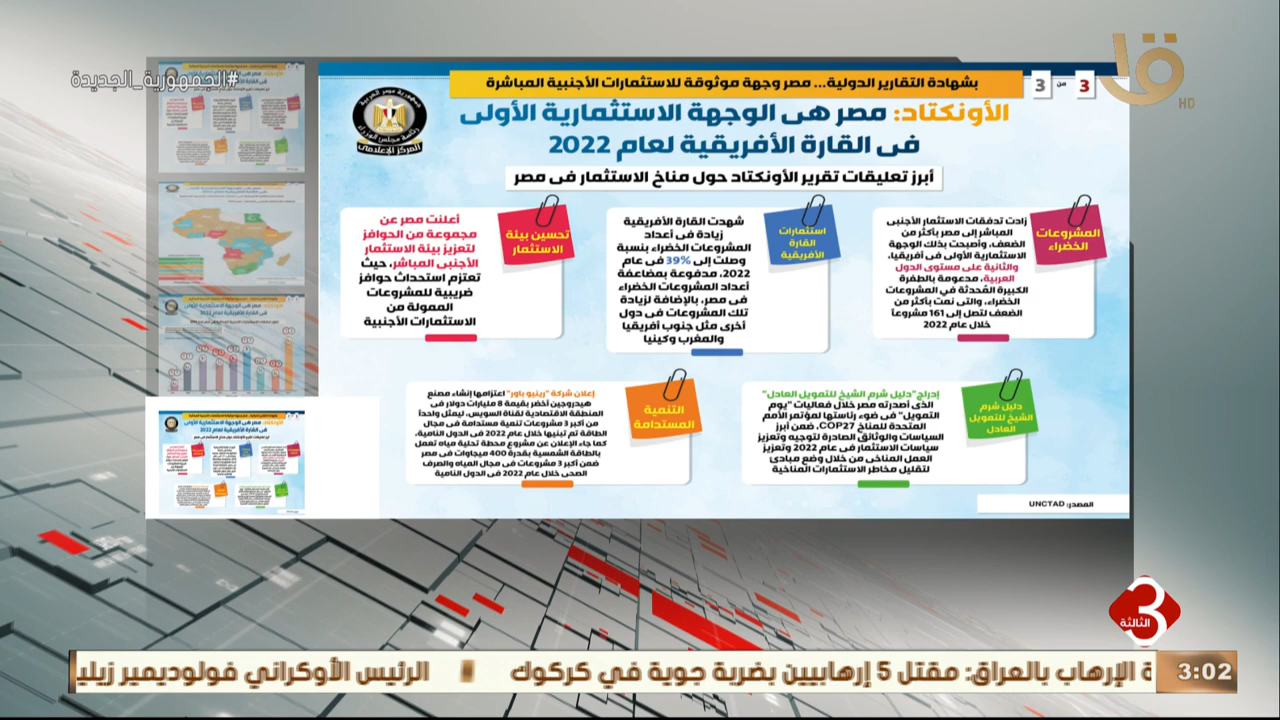 #الجمهورية_الجديدة
HD
3 من 3
بشهادة التقارير الدولية... مصر وجهة موثوقة للاستثمارات الأجنبية المباشرة
الأونكتاد: مصر هى الوجهة الاستثمارية الأولى
فى القارة الأفريقية لعام 2022
جمهورية مصر العربية
رئاسة مجلس الوزراء
المركز الإعلامى
أبرز تعليقات تقرير الأونكتاد حول مناخ الاستثمار فى مصر
المشروعات
الخضراء
زادت تدفقات الاستثمار الأجنبى
المباشر إلى مصر بأكثر من
الضعف، وأصبحت بذلك الوجهة
الاستثمارية الأولى فى أفريقيا،
والثانية على مستوى الدول
العربية، مدعومة بالطفرة
الكبيرة المُحدثة فى المشروعات
الخضراء، والتى نمت بأكثر من
الضعف لتصل إلى 161 مشروعاً
خلال عام 2022
استثمارات
القارة
الأفريقية
شهدت القارة الأفريقية
زيادة فى أعداد
المشروعات الخضراء بنسبة
وصلت إلى 39% فى عام
2022، مدفوعة بمضاعفة
أعداد المشروعات الخضراء
فى مصر، بالإضافة لزيادة
تلك المشروعات فى دول
أخرى مثل جنوب أفريقيا
والمغرب وكينيا
تحسين بيئة
الاستثمار
أعلنت مصر عن
مجموعة من الحوافز
لتعزيز بيئة الاستثمار
الأجنبى المباشر، حيث
تعتزم استحداث حوافز
ضريبية للمشروعات
الممولة من
الاستثمارات الأجنبية
دليل شرم
الشيخ للتمويل
العادل
إدراج "دليل شرم الشيخ للتمويل العادل"
الذى أصدرته مصر خلال فعاليات "يوم
التمويل" فى ضوء رئاستها لمؤتمر الأمم
المتحدة للمناخ COP27، ضمن أبرز
السياسات والوثائق الصادرة لتوجيه وتعزيز
سياسات الاستثمار فى عام 2022 وتعزيز
العمل المناخى من خلال وضع مبادئ
لتقليل مخاطر الاستثمارات المناخية
التنمية
المستدامة
إعلان شركة "رينيو باور" اعتزامها إنشاء مصنع
هيدروجين أخضر بقيمة 8 مليارات دولار فى
المنطقة الاقتصادية لقناة السويس، ليمثل واحداً
من أكبر 3 مشروعات تنمية مستدامة فى مجال
الطاقة تم تبنيها خلال عام 2022 فى الدول النامية،
كما جاء الإعلان عن مشروع محطة تحلية مياه تعمل
بالطاقة الشمسية بقدرة 400 ميجاوات فى مصر
ضمن أكبر 3 مشروعات فى مجال المياه والصرف
الصحى خلال عام 2022 فى الدول النامية
المصدر: UNCTAD
3 الثالثة
3:02
ة الإرهاب بالعراق: مقتل 5 إرهابيين بضربة جوية في كركوك
الرئيس الأوكراني فولوديمير زيلي